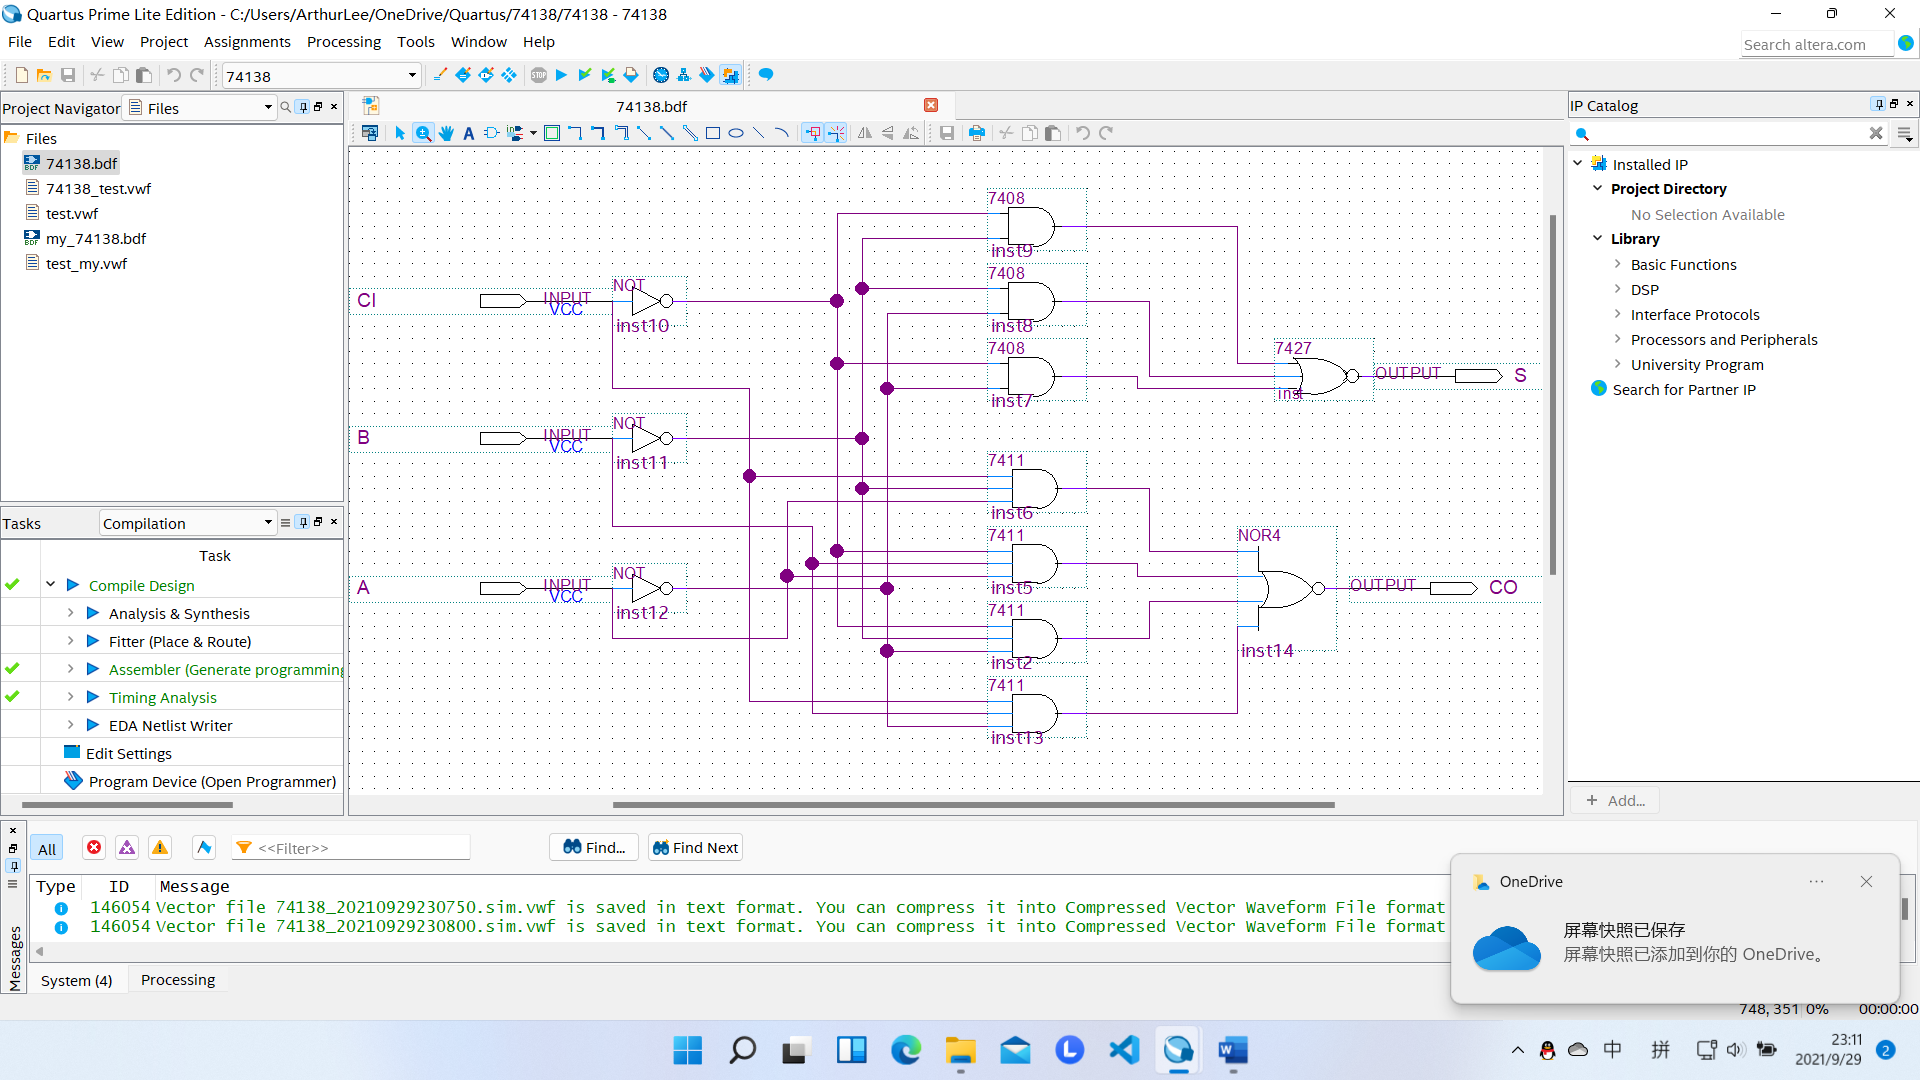 Quartus Prime Lite Edition - C:/Users/ArthurLee/OneDrive/Quartus/74138/74138 - 74138
File Edit View Project Assignments Processing Tools Window Help
Search altera.com
74138
Project Navigator Files
74138.bdf
IP Catalog
Files
74138.bdf
74138_test.vwf
test.vwf
my_74138.bdf
test_my.vwf
Tasks Compilation
Task
Compile Design
Analysis & Synthesis
Fitter (Place & Route)
Assembler (Generate programming
Timing Analysis
EDA Netlist Writer
Edit Settings
Program Device (Open Programmer)
CI
INPUT
VCC
NOT
inst10
B
INPUT
VCC
NOT
inst11
A
INPUT
VCC
NOT
inst12
7408
inst9
7408
inst8
7408
inst7
7411
inst6
7411
inst5
7411
inst2
7411
inst13
7427
inst
OUTPUT
S
NOR4
inst14
OUTPUT
CO
Installed IP
Project Directory
No Selection Available
Library
Basic Functions
DSP
Interface Protocols
Processors and Peripherals
University Program
Search for Partner IP
+ Add...
All
<<Filter>>
Find...
Find Next
Type ID Message
146054 Vector file 74138_20210929230750.sim.vwf is saved in text format. You can compress it into Compressed Vector Waveform File format
146054 Vector file 74138_20210929230800.sim.vwf is saved in text format. You can compress it into Compressed Vector Waveform File format
Messages
System (4) Processing
OneDrive
屏幕快照已保存
屏幕快照已添加到你的 OneDrive。
748, 351 0% 00:00:00
中 拼
23:11
2021/9/29
2